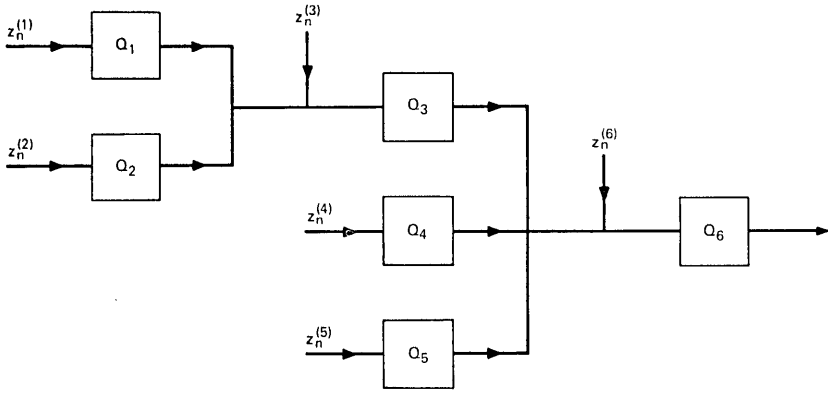 z_n^(1)
Q_1
z_n^(3)
z_n^(2)
Q_2
Q_3
z_n^(6)
z_n^(4)
Q_4
Q_6
z_n^(5)
Q_5